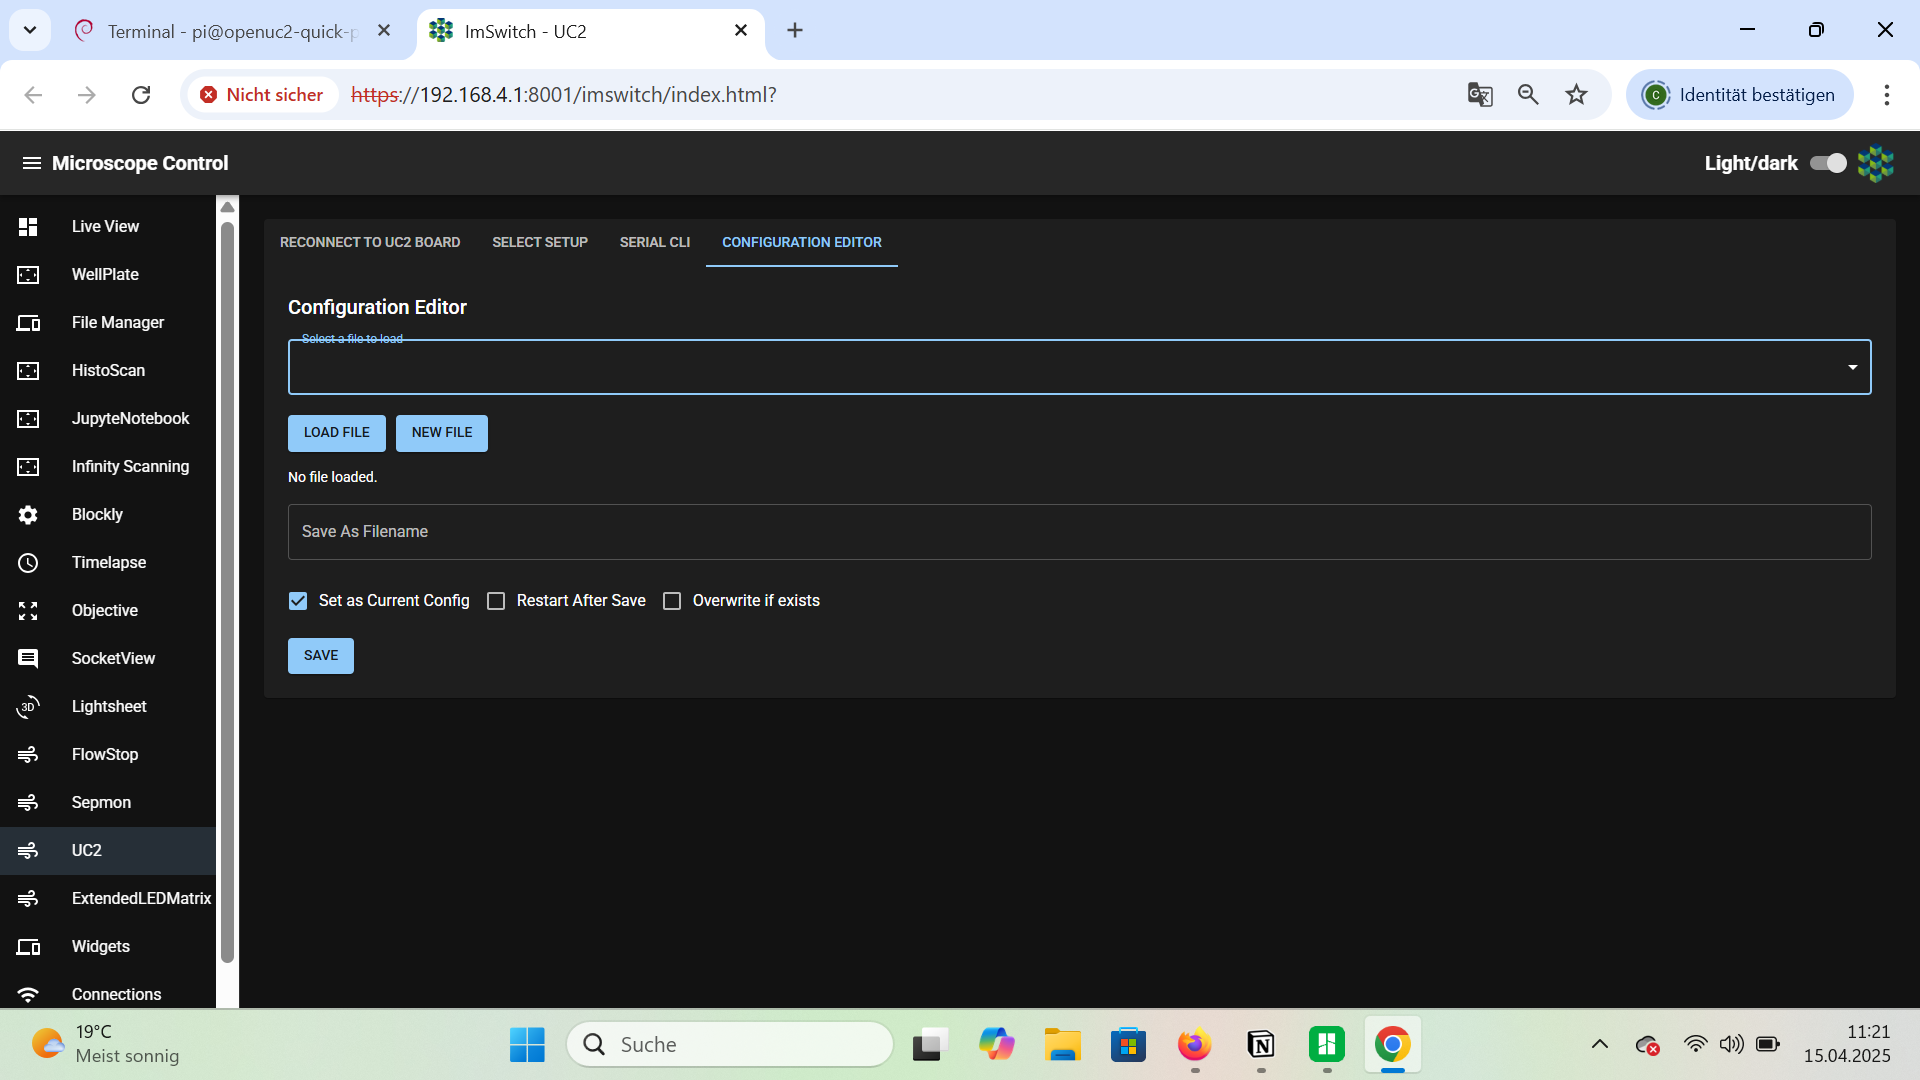 Terminal - pi@openuc2-quick-p
ImSwitch - UC2
Nicht sicher
https://192.168.4.1:8001/imswitch/index.html?
C
Identität bestätigen
Microscope Control
Light/dark
Live View
WellPlate
File Manager
HistoScan
JupyteNotebook
Infinity Scanning
Blockly
Timelapse
Objective
SocketView
3D
Lightsheet
FlowStop
Sepmon
UC2
ExtendedLEDMatrix
Widgets
Connections
RECONNECT TO UC2 BOARD
SELECT SETUP
SERIAL CLI
CONFIGURATION EDITOR
Configuration Editor
Select a file to load
LOAD FILE
NEW FILE
No file loaded.
Save As Filename
Set as Current Config
Restart After Save
Overwrite if exists
SAVE
19°C
Meist sonnig
Suche
11:21
15.04.2025